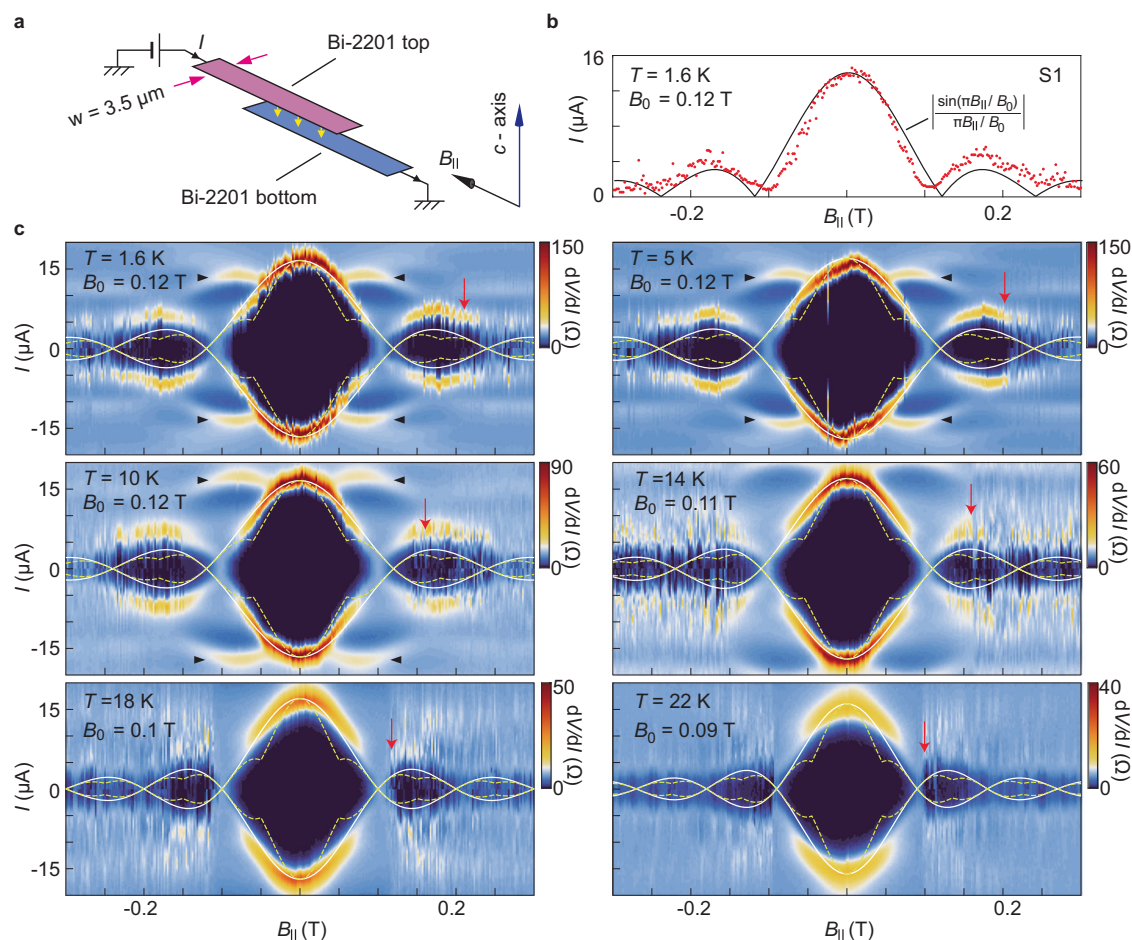 a
I
Bi-2201 top
w = 3.5 µm
Bi-2201 bottom
B||
c - axis
b
16
T = 1.6 K
B0 = 0.12 T
S1
|sin(πB|| / B0)
πB|| / B0|
I (µA)
0
-0.2
0.2
B|| (T)
c
T = 1.6 K
B0 = 0.12 T
15
0
-15
I (µA)
150
0
dV/dI (Ω)
T = 5 K
B0 = 0.12 T
150
0
dV/dI (Ω)
T = 10 K
B0 = 0.12 T
15
0
-15
I (µA)
90
0
dV/dI (Ω)
T = 14 K
B0 = 0.11 T
60
0
dV/dI (Ω)
T =18 K
B0 = 0.1 T
15
0
-15
I (µA)
50
0
dV/dI (Ω)
-0.2
0.2
B|| (T)
T = 22 K
B0 = 0.09 T
40
0
dV/dI (Ω)
-0.2
0.2
B|| (T)